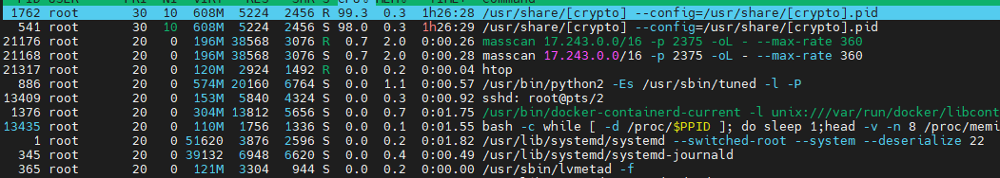 PID USER PRI NI VIRT RES SHR S CPU% MEM% TIME+ Command
1762 root 30 10 608M 5224 2456 R 99.3 0.3 1h26:28 /usr/share/[crypto] --config=/usr/share/[crypto].pid
541 root 30 10 608M 5224 2456 S 98.0 0.3 1h26:29 /usr/share/[crypto] --config=/usr/share/[crypto].pid
21176 root 20 0 196M 38568 3076 R 0.7 2.0 0:00.26 masscan 17.243.0.0/16 -p 2375 -oL - --max-rate 360
21168 root 20 0 196M 38568 3076 S 0.7 2.0 0:00.28 masscan 17.243.0.0/16 -p 2375 -oL - --max-rate 360
21317 root 20 0 120M 2924 1492 R 0.0 0.2 0:00.04 htop
886 root 20 0 574M 20160 6764 S 0.0 1.1 0:00.57 /usr/bin/python2 -Es /usr/sbin/tuned -l -P
13409 root 20 0 153M 5840 4324 S 0.0 0.3 0:00.92 sshd: root@pts/2
1376 root 20 0 304M 13812 5656 S 0.0 0.7 0:01.75 /usr/bin/docker-containerd-current -l unix:///var/run/docker/libcont
13435 root 20 0 110M 1756 1336 S 0.0 0.1 0:01.55 bash -c while [ -d /proc/$PPID ]; do sleep 1;head -v -n 8 /proc/memi
1 root 20 0 51620 3876 2596 S 0.0 0.2 0:01.82 /usr/lib/systemd/systemd --switched-root --system --deserialize 22
345 root 20 0 39132 6948 6620 S 0.0 0.4 0:00.49 /usr/lib/systemd/systemd-journald
365 root 20 0 121M 3304 944 S 0.0 0.2 0:00.00 /usr/sbin/lvmetad -f